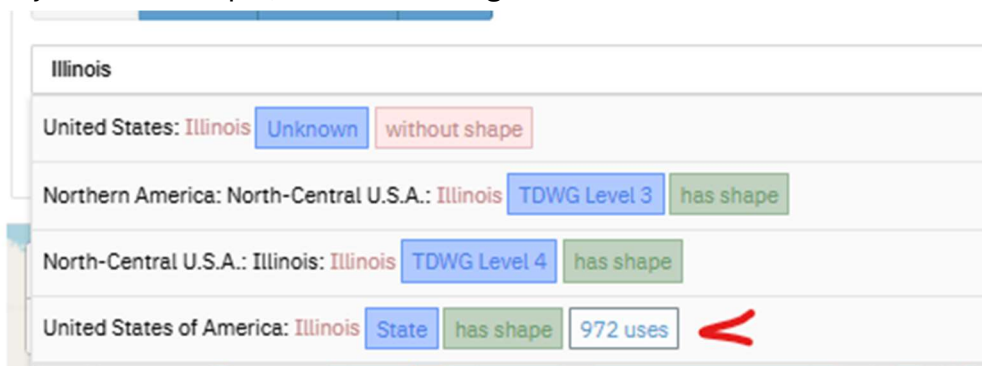 Illinois
United States: Illinois Unknown without shape
Northern America: North-Central U.S.A.: Illinois TDWG Level 3 has shape
North-Central U.S.A.: Illinois: Illinois TDWG Level 4 has shape
United States of America: Illinois State has shape 972 uses